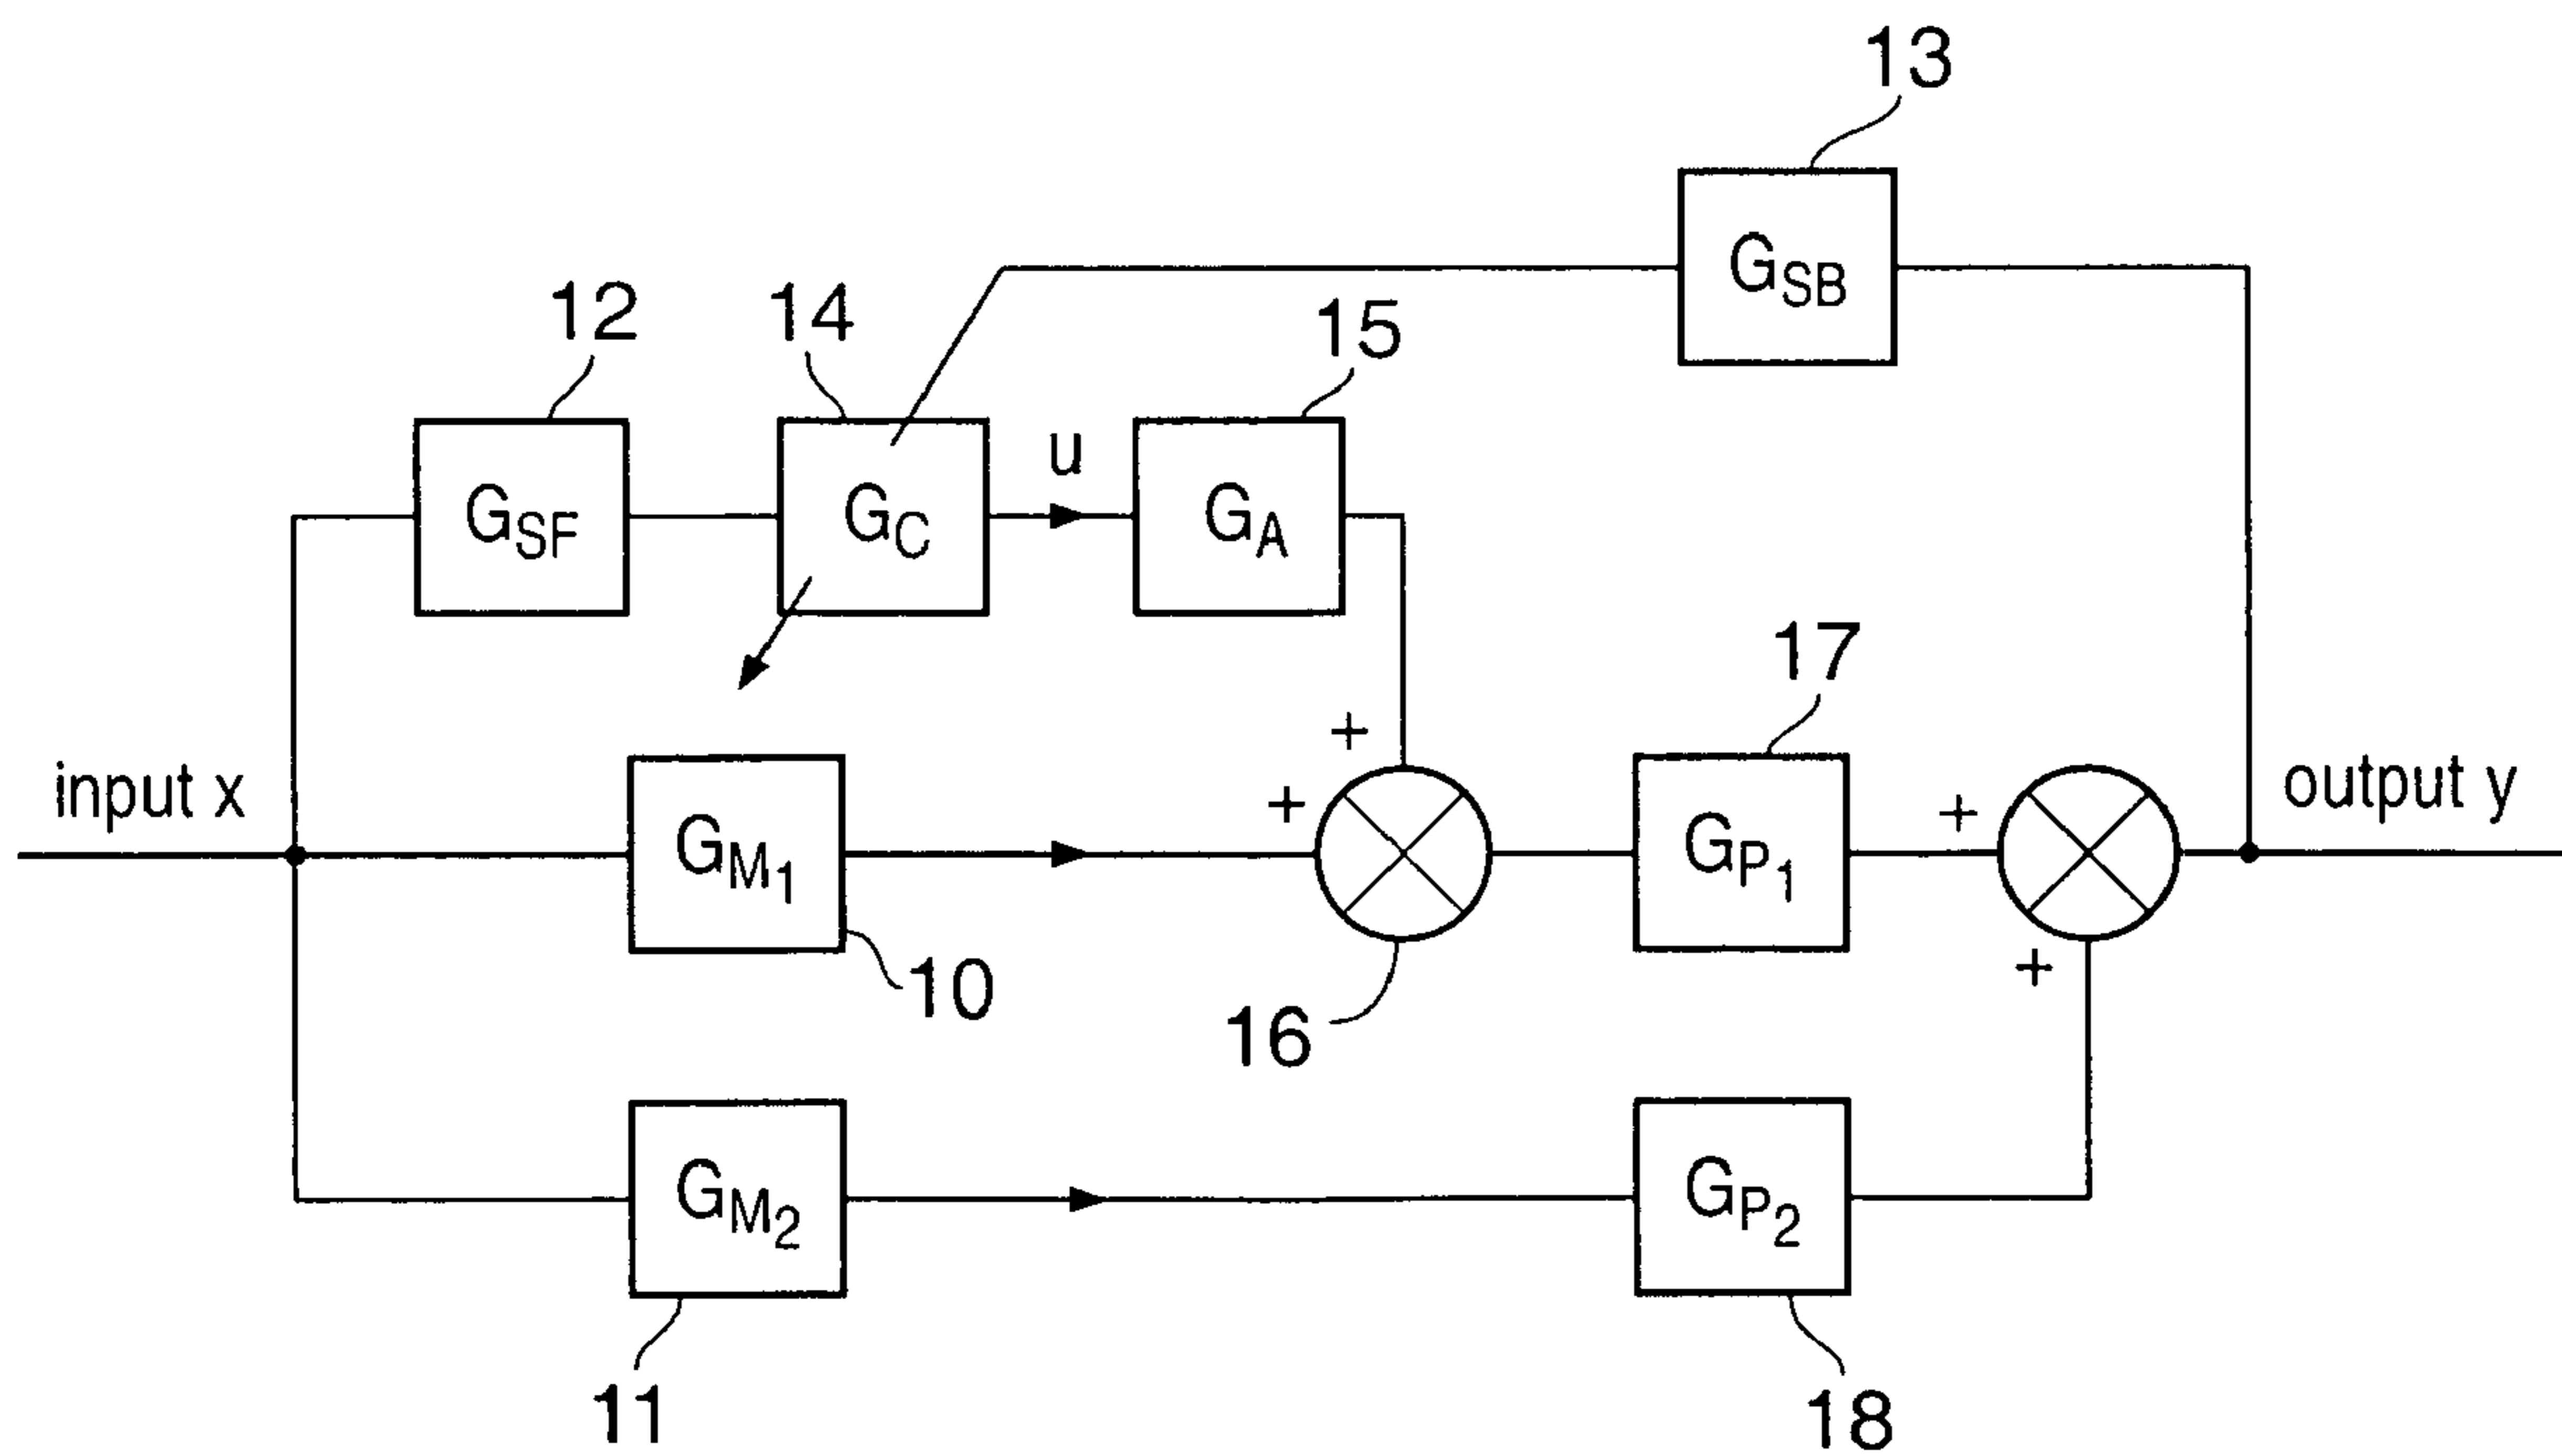 13
G_SB
12
14
15
G_SF
G_C
u
G_A
17
+
input x
G_M1
+
G_P1
+
output y
10
16
+
G_M2
G_P2
11
18